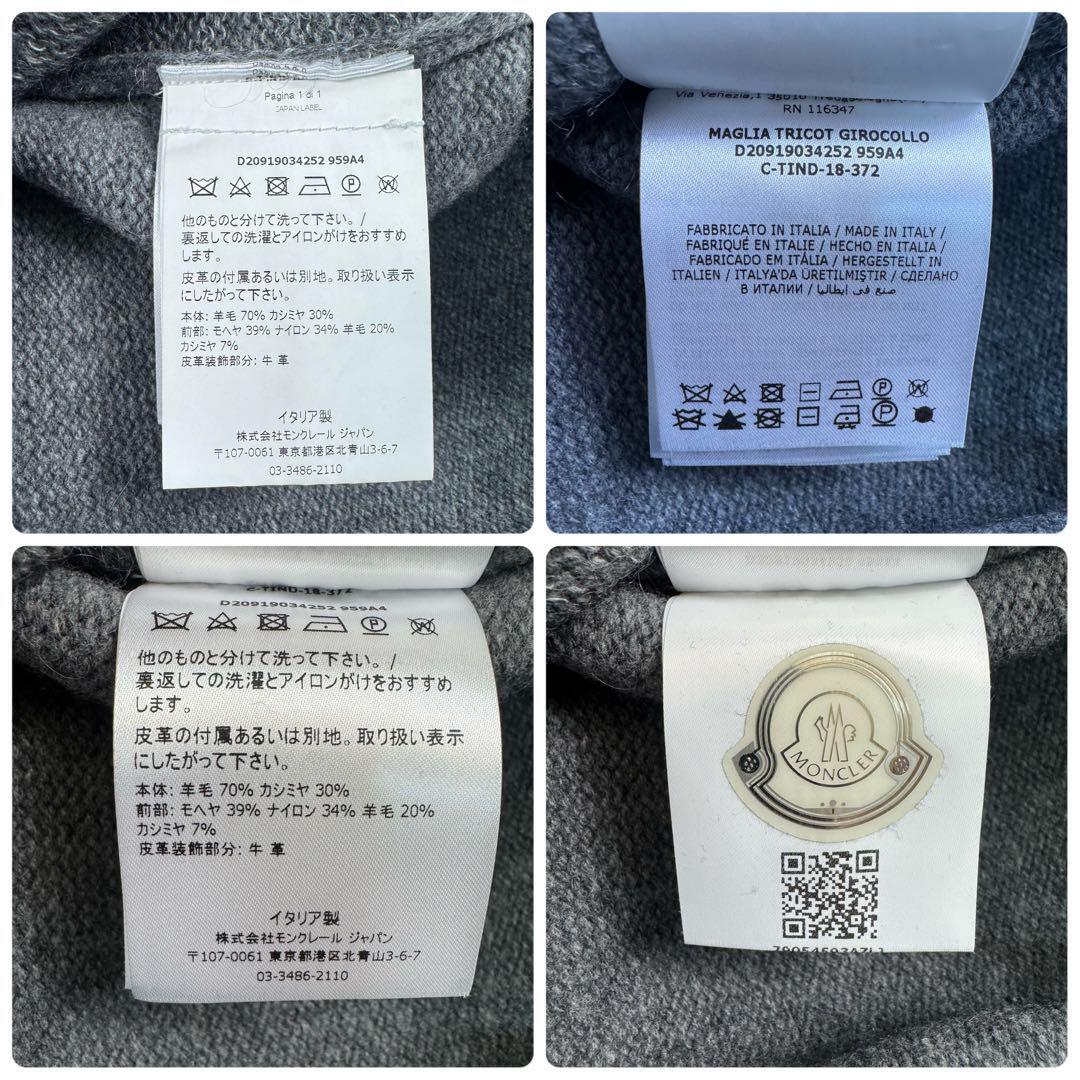 Pagina 1 di 1
JAPAN LABEL
D20919034252 959A4
他のものと分けて洗って下さい。/
裏返しての洗濯とアイロンがけをおすすめ
します。
皮革の付属あるいは別地。取り扱い表示
にしたがって下さい。
本体: 羊毛 70% カシミヤ 30%
前部: モヘヤ 39% ナイロン 34% 羊毛 20%
カシミヤ 7%
皮革装飾部分: 牛 革
イタリア製
株式会社モンクレール ジャパン
〒107-0061 東京都港区北青山3-6-7
03-3486-2110
Via Venezia,1 35010
RN 116347
MAGLIA TRICOT GIROCOLLO
D20919034252 959A4
C-TIND-18-372
FABBRICATO IN ITALIA / MADE IN ITALY /
FABRIQUÉ EN ITALIE / HECHO EN ITALIA /
FABRICADO EM ITÁLIA / HERGESTELLT IN
ITALIEN / ITALYA'DA ÜRETILMIŞTIR / СДЕЛАНО
В ИТАЛИИ / صنع في ايطاليا
P W
P
C-TIND-18-372
D20919034252 959A4
他のものと分けて洗って下さい。/
裏返しての洗濯とアイロンがけをおすすめ
します。
皮革の付属あるいは別地。取り扱い表示
にしたがって下さい。
本体: 羊毛 70% カシミヤ 30%
前部: モヘヤ 39% ナイロン 34% 羊毛 20%
カシミヤ 7%
皮革装飾部分: 牛 革
イタリア製
株式会社モンクレール ジャパン
〒107-0061 東京都港区北青山3-6-7
03-3486-2110
MONCLER